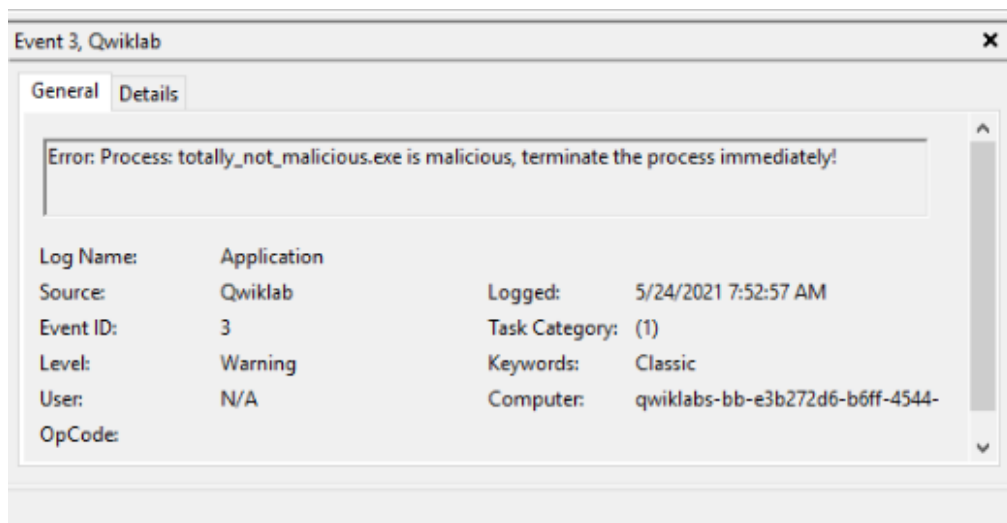 Event 3, Qwiklab
General Details
Error: Process: totally_not_malicious.exe is malicious, terminate the process immediately!
Log Name: Application
Source: Qwiklab Logged: 5/24/2021 7:52:57 AM
Event ID: 3 Task Category: (1)
Level: Warning Keywords: Classic
User: N/A Computer: qwiklabs-bb-e3b272d6-b6ff-4544-
OpCode: